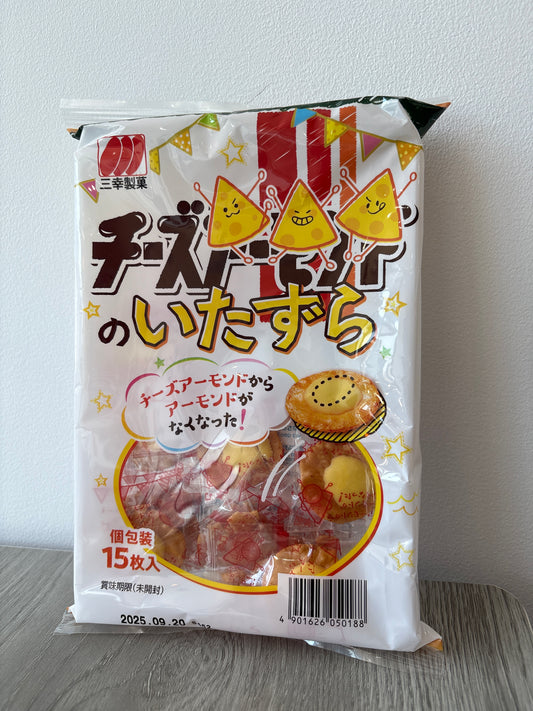 三幸製菓
チーズアーモンド
のいたずら
チーズアーモンドから
アーモンドが
なくなった!
個包装
15枚入
賞味期限(未開封)
2025.09.20
4 901626 050188